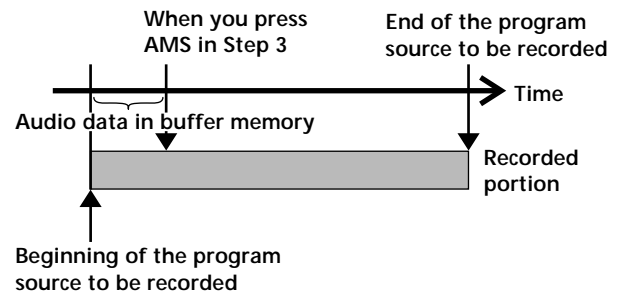 When you press
AMS in Step 3
End of the program
source to be recorded
Time
Audio data in buffer memory
Recorded
portion
Beginning of the program
source to be recorded